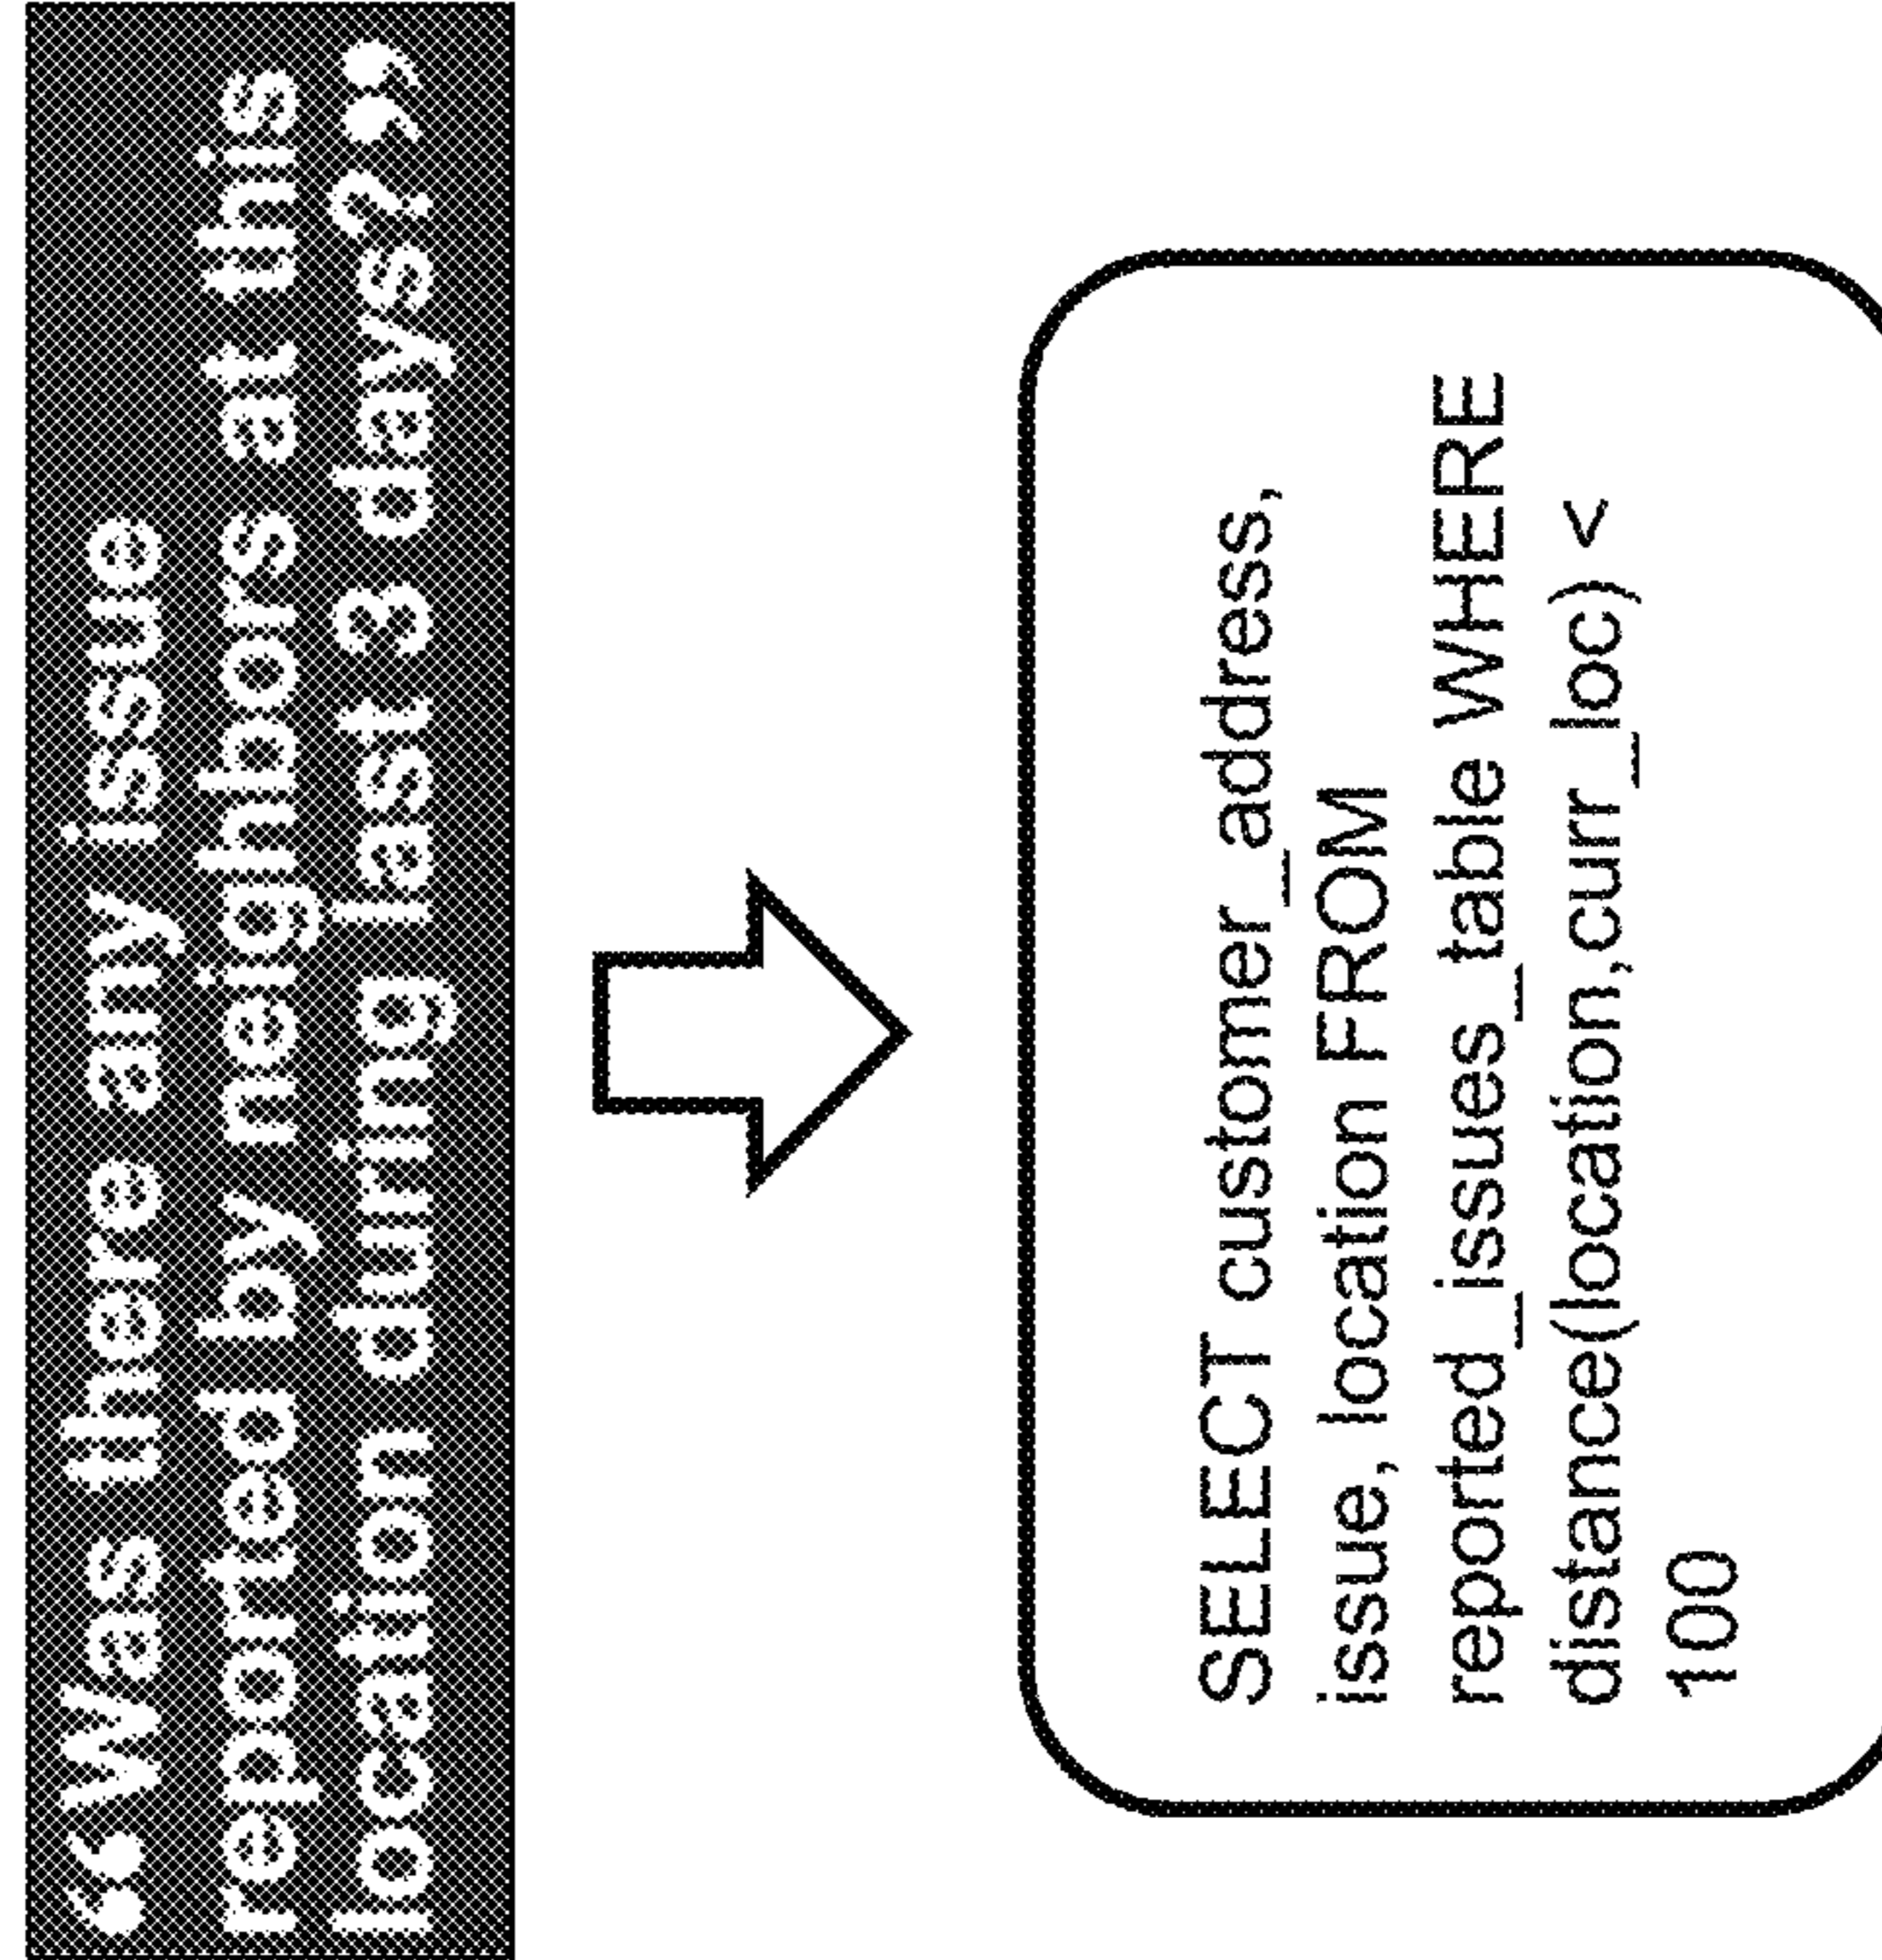 “Was there any issue
reported by neighbors at this
location during last 3 days?”
SELECT customer_address,
issue, location FROM
reported_issues_table WHERE
distance(location,curr_loc) <
100